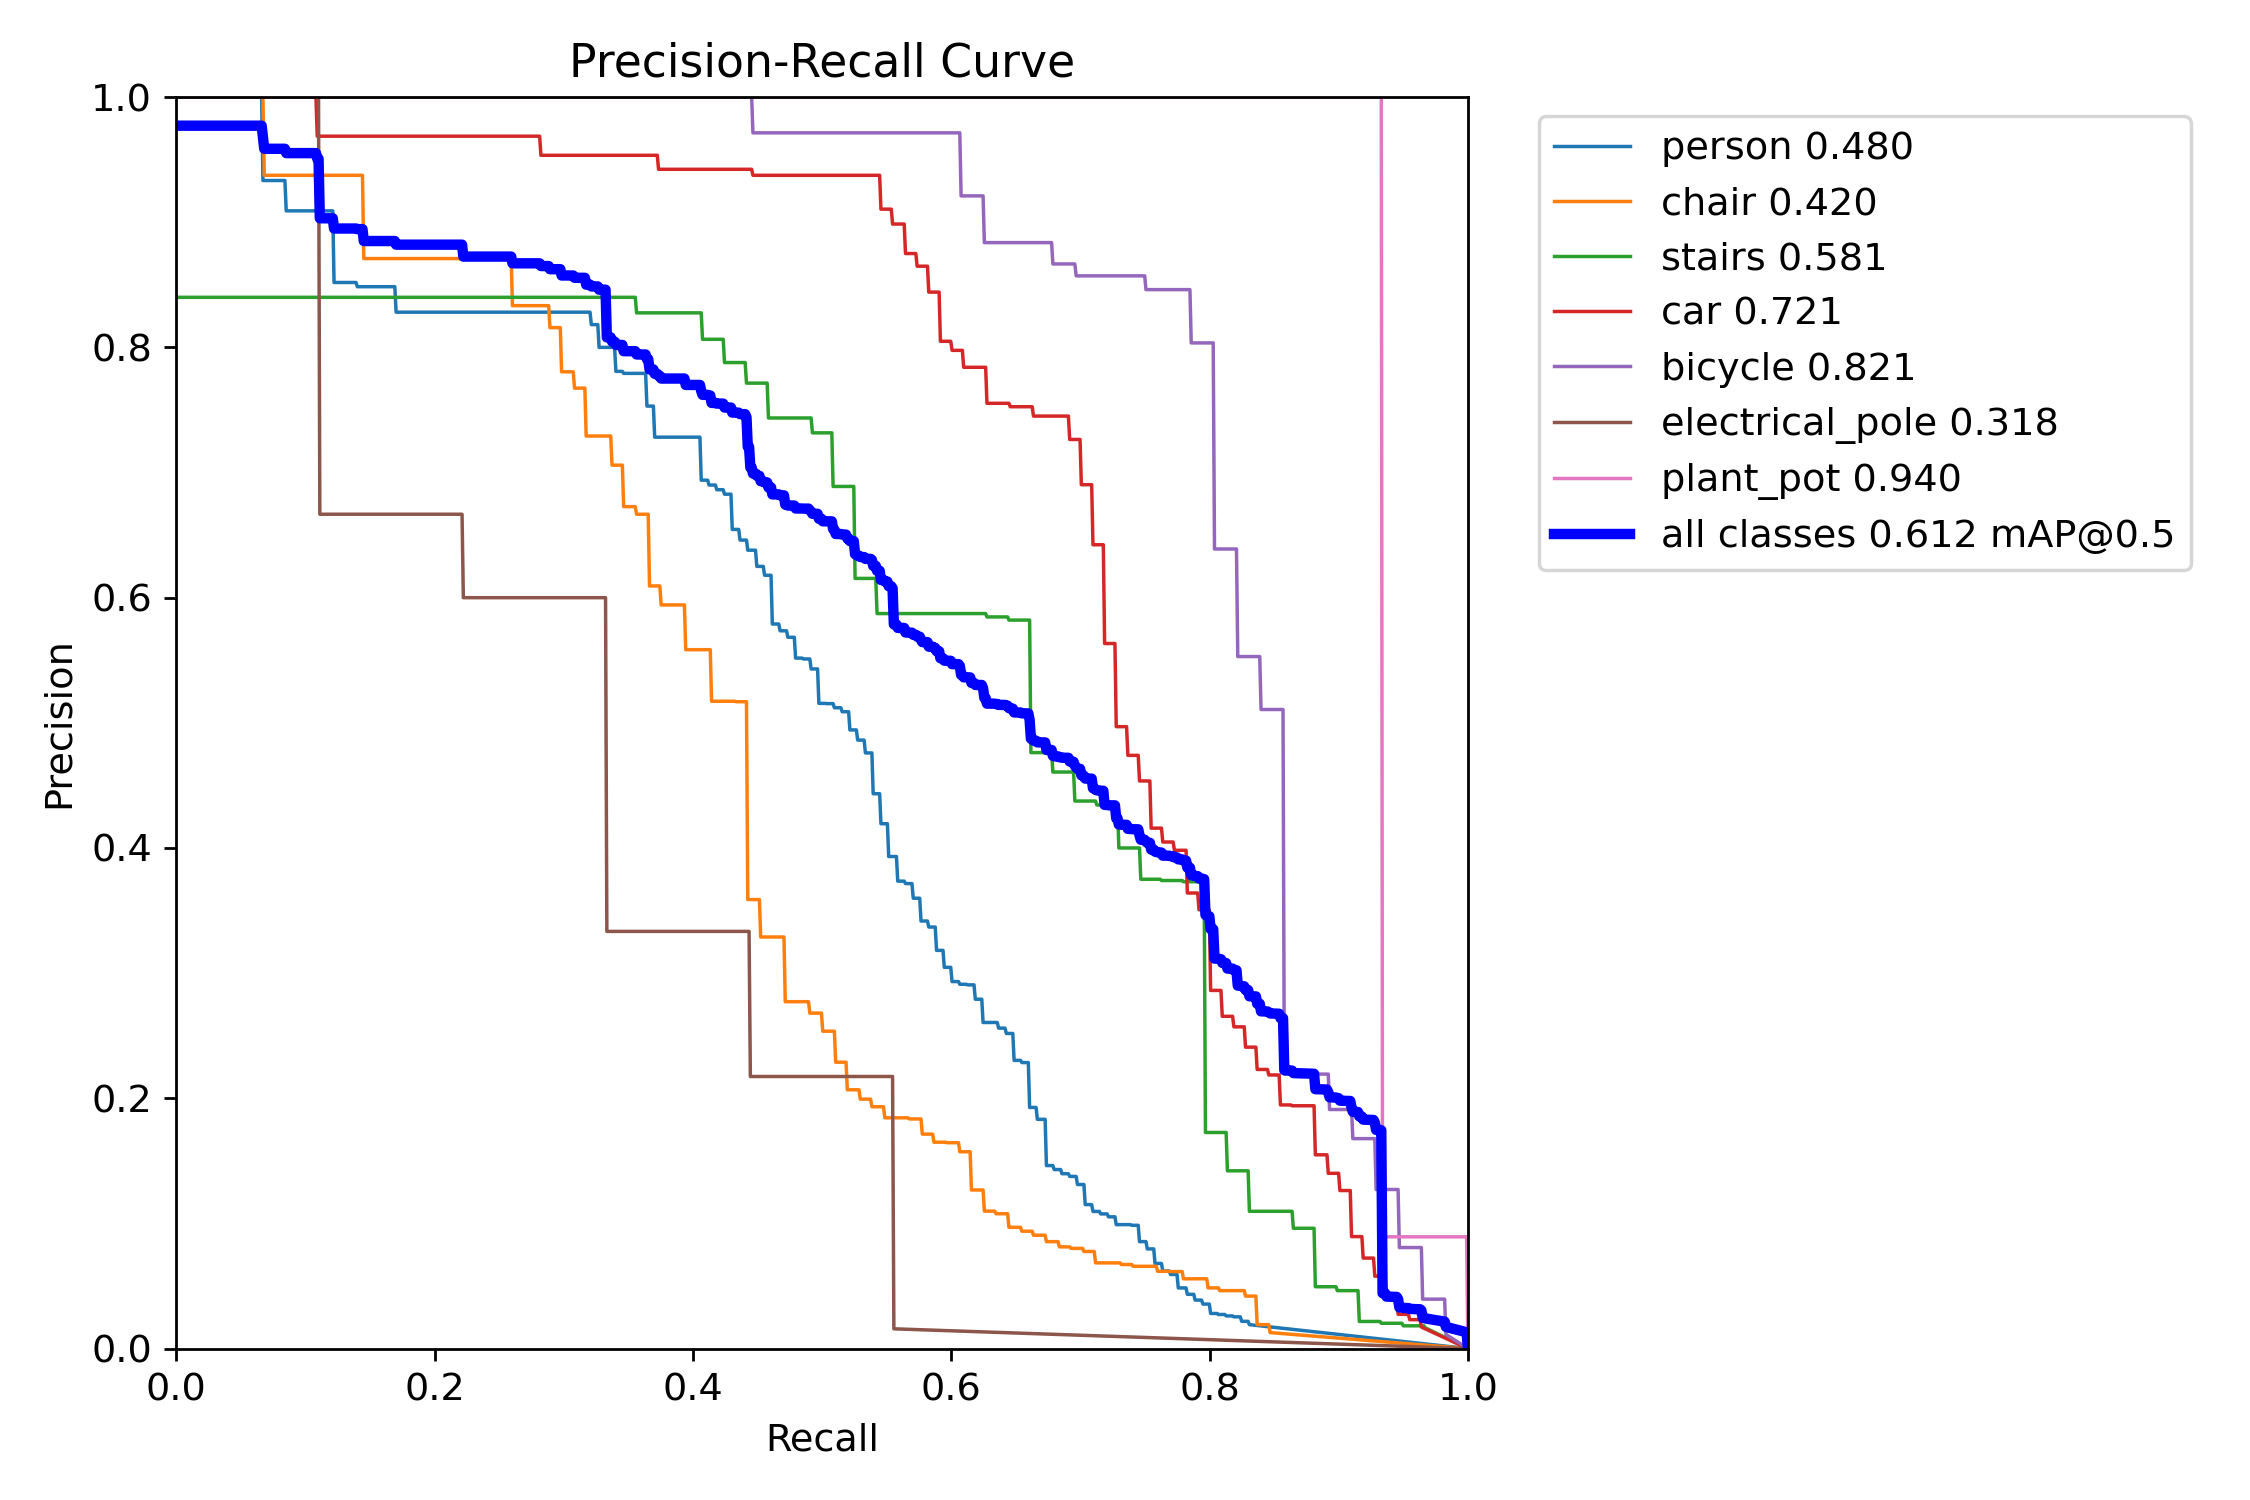 Precision-Recall Curve
1.0
0.8
0.6
0.4
0.2
0.0
Precision
0.0 0.2 0.4 0.6 0.8 1.0
Recall
person 0.480
chair 0.420
stairs 0.581
car 0.721
bicycle 0.821
electrical_pole 0.318
plant_pot 0.940
all classes 0.612 mAP@0.5